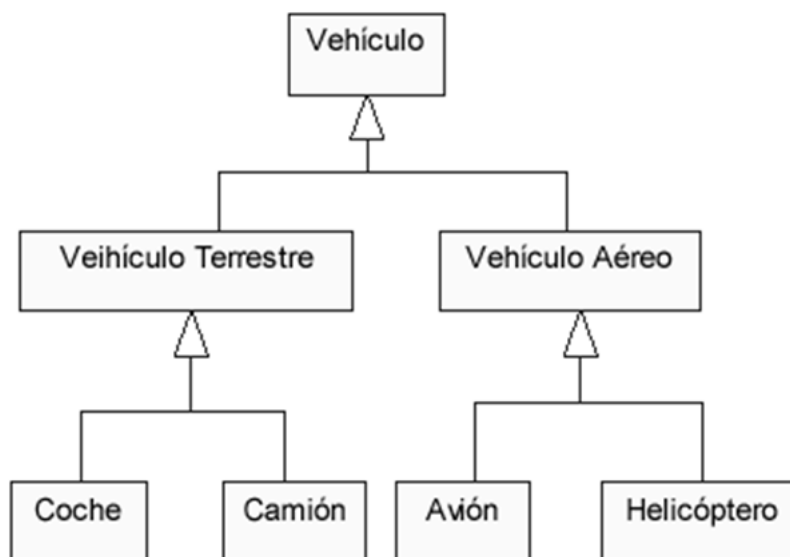 Vehículo
Veihículo Terrestre
Vehículo Aéreo
Coche
Camión
Avión
Helicóptero